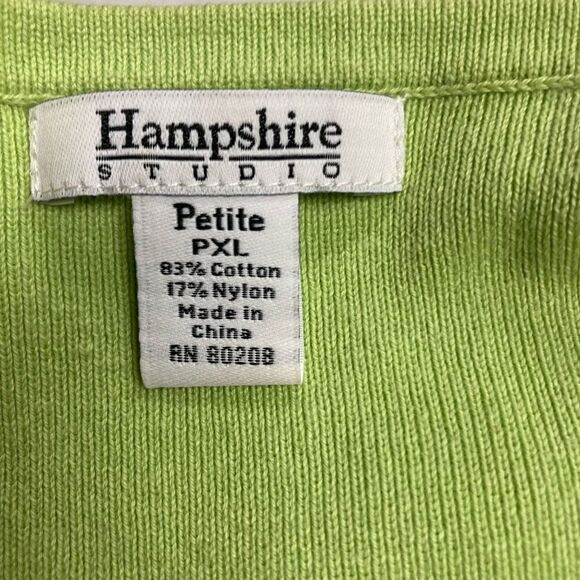 Hampshire
STUDIO
Petite
PXL
83% Cotton
17% Nylon
Made in
China
RN 80208